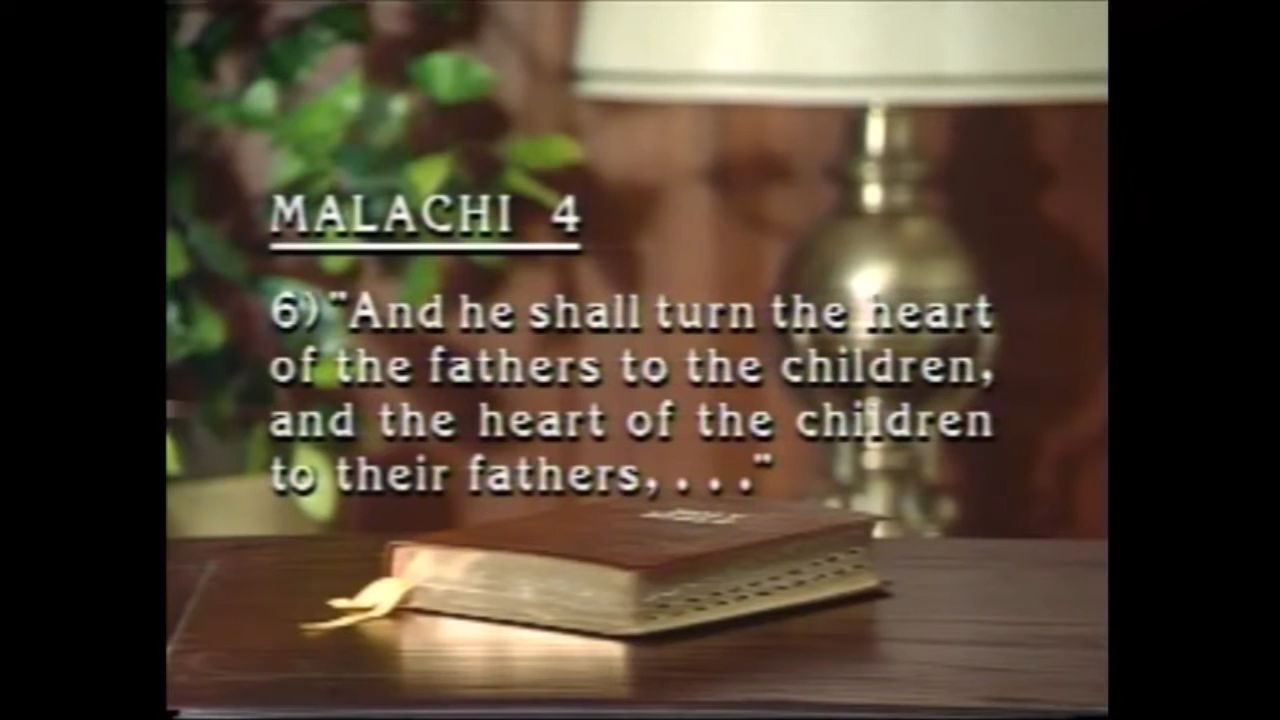 MALACHI 4
6) "And he shall turn the heart
of the fathers to the children,
and the heart of the children
to their fathers, . . ."